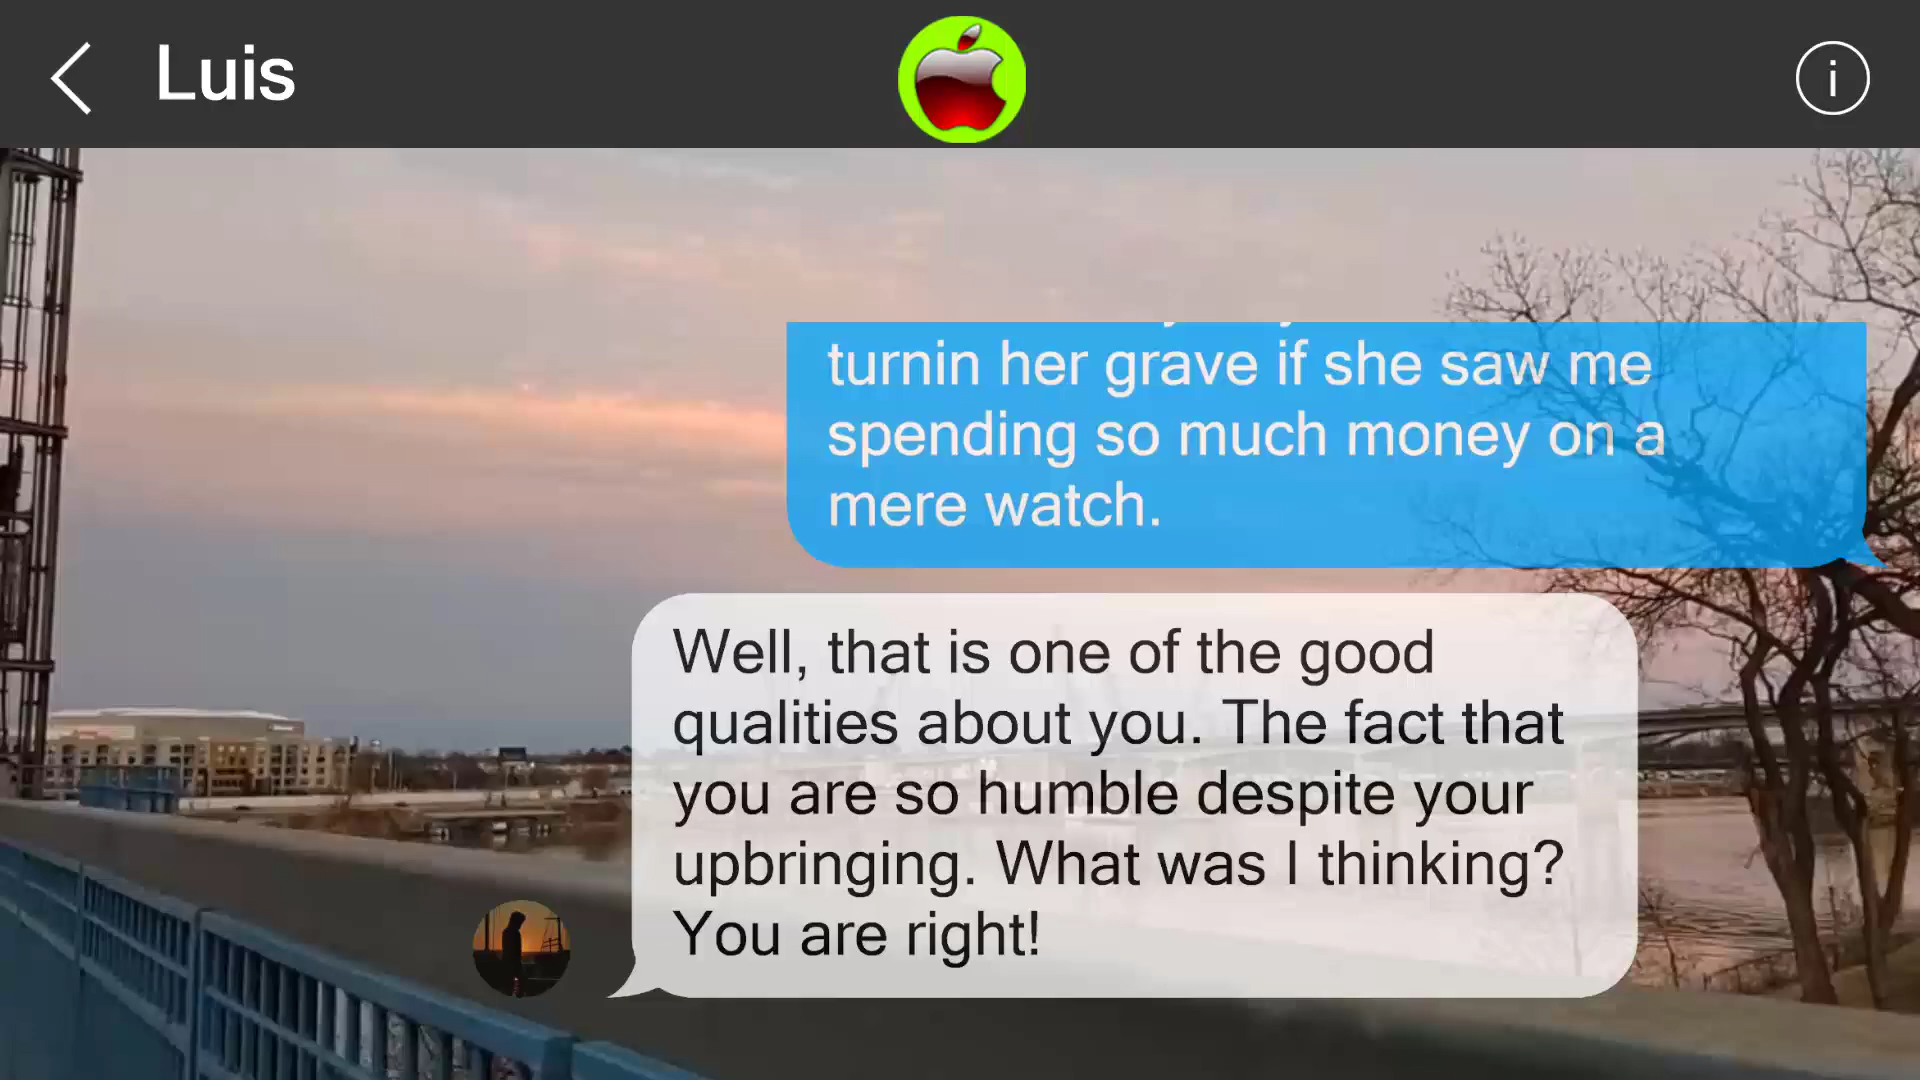 Luis
i
turnin her grave if she saw me
spending so much money on a
mere watch.
Well, that is one of the good
qualities about you. The fact that
you are so humble despite your
upbringing. What was I thinking?
You are right!